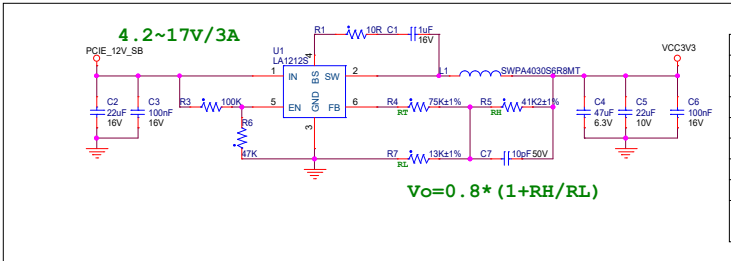 4.2~17V/3A
PCIE_12V_SB
R1 10R C1 1uF
16V
U1
LA1212S
L1 SWPA4030S6R8MT
VCC3V3
1 IN BS 4 SW 2
5 EN GND 3 FB 6
C2
22uF
16V
C3
100nF
16V
R3 100K
R6
47K
R4 75K±1% R5 41K2±1%
RT RH
R7 13K±1% C7 10pF 50V
RL
C4
47uF
6.3V
C5
22uF
10V
C6
100nF
16V
Vo=0.8*(1+RH/RL)